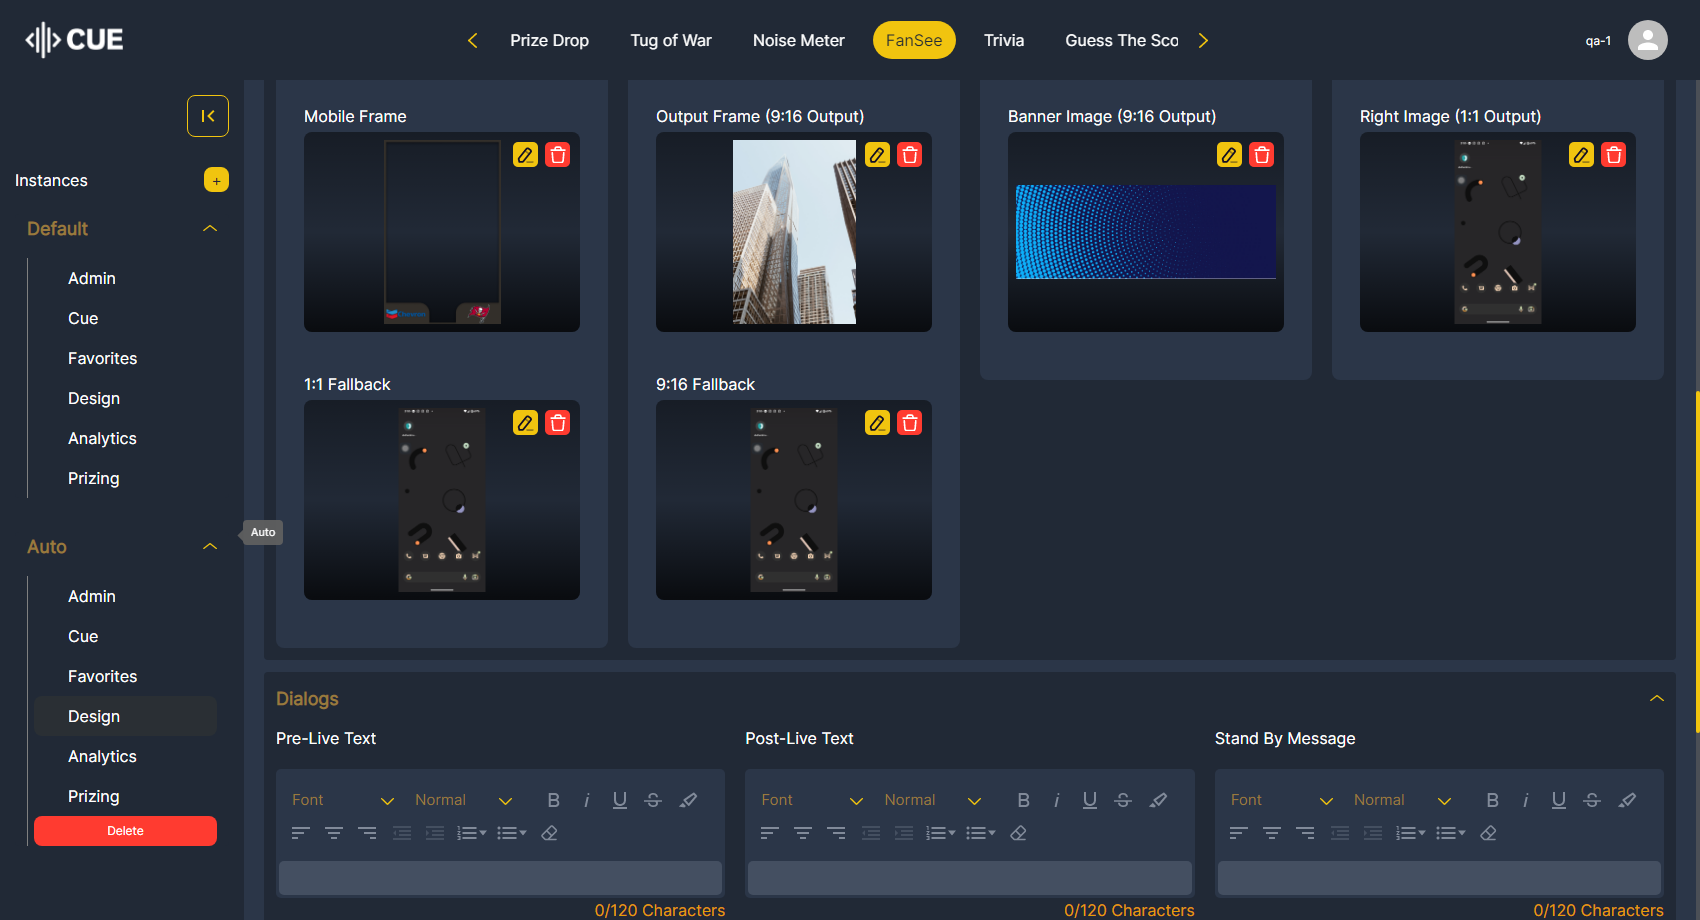 CUE
Prize Drop
Tug of War
Noise Meter
FanSee
Trivia
Guess The Sco
qa-1
Instances
+
Default
Admin
Cue
Favorites
Design
Analytics
Prizing
Auto
Auto
Admin
Cue
Favorites
Design
Analytics
Prizing
Delete
Mobile Frame
Output Frame (9:16 Output)
Banner Image (9:16 Output)
Right Image (1:1 Output)
1:1 Fallback
9:16 Fallback
Dialogs
Pre-Live Text
Post-Live Text
Stand By Message
Font Normal B i U S
Font Normal B i U S
Font Normal B i U S
0/120 Characters
0/120 Characters
0/120 Characters